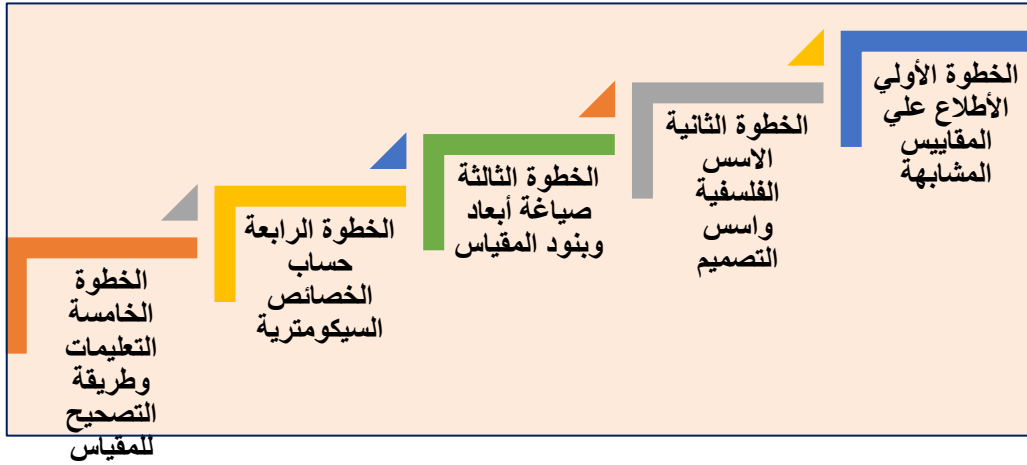 الخطوة الأولي
الأطلاع علي
المقاييس
المشابهة
الخطوة الثانية
الاسس
الفلسفية
واسس
التصميم
الخطوة الثالثة
صياغة أبعاد
وبنود المقياس
الخطوة الرابعة
حساب
الخصائص
السيكومترية
الخطوة
الخامسة
التعليمات
وطريقة
التصحيح
للمقياس